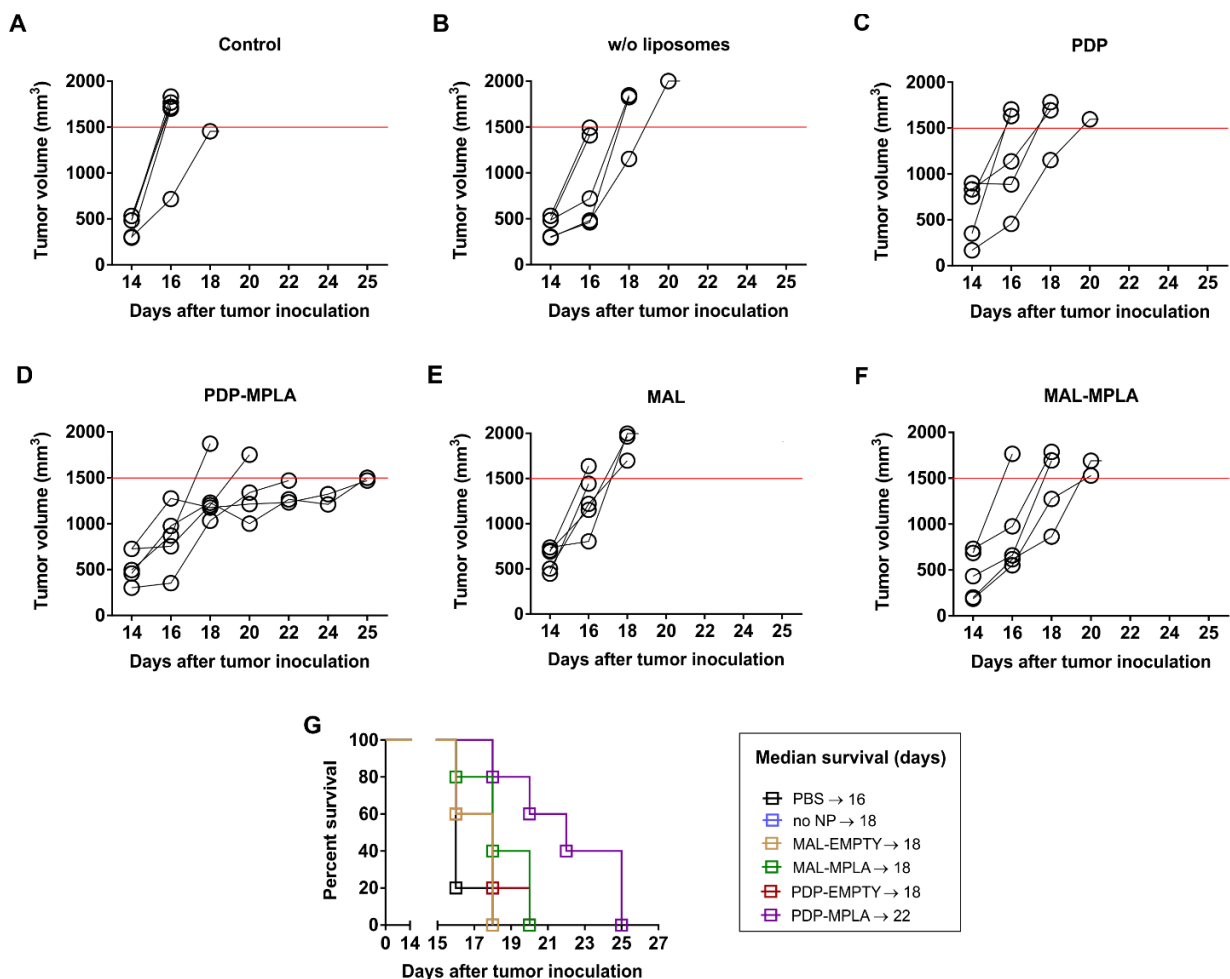 A
Control
Tumor volume (mm³)
2000
1500
1000
500
0
14 16 18 20 22 24 25
Days after tumor inoculation
B
w/o liposomes
Tumor volume (mm³)
2000
1500
1000
500
0
14 16 18 20 22 24 25
Days after tumor inoculation
C
PDP
Tumor volume (mm³)
2000
1500
1000
500
0
14 16 18 20 22 24 25
Days after tumor inoculation
D
PDP-MPLA
Tumor volume (mm³)
2000
1500
1000
500
0
14 16 18 20 22 24 25
Days after tumor inoculation
E
MAL
Tumor volume (mm³)
2000
1500
1000
500
0
14 16 18 20 22 24 25
Days after tumor inoculation
F
MAL-MPLA
Tumor volume (mm³)
2000
1500
1000
500
0
14 16 18 20 22 24 25
Days after tumor inoculation
G
Percent survival
100
80
60
40
20
0
0 14 15 17 19 21 23 25 27
Days after tumor inoculation
Median survival (days)
PBS → 16
no NP → 18
MAL-EMPTY → 18
MAL-MPLA → 18
PDP-EMPTY → 18
PDP-MPLA → 22